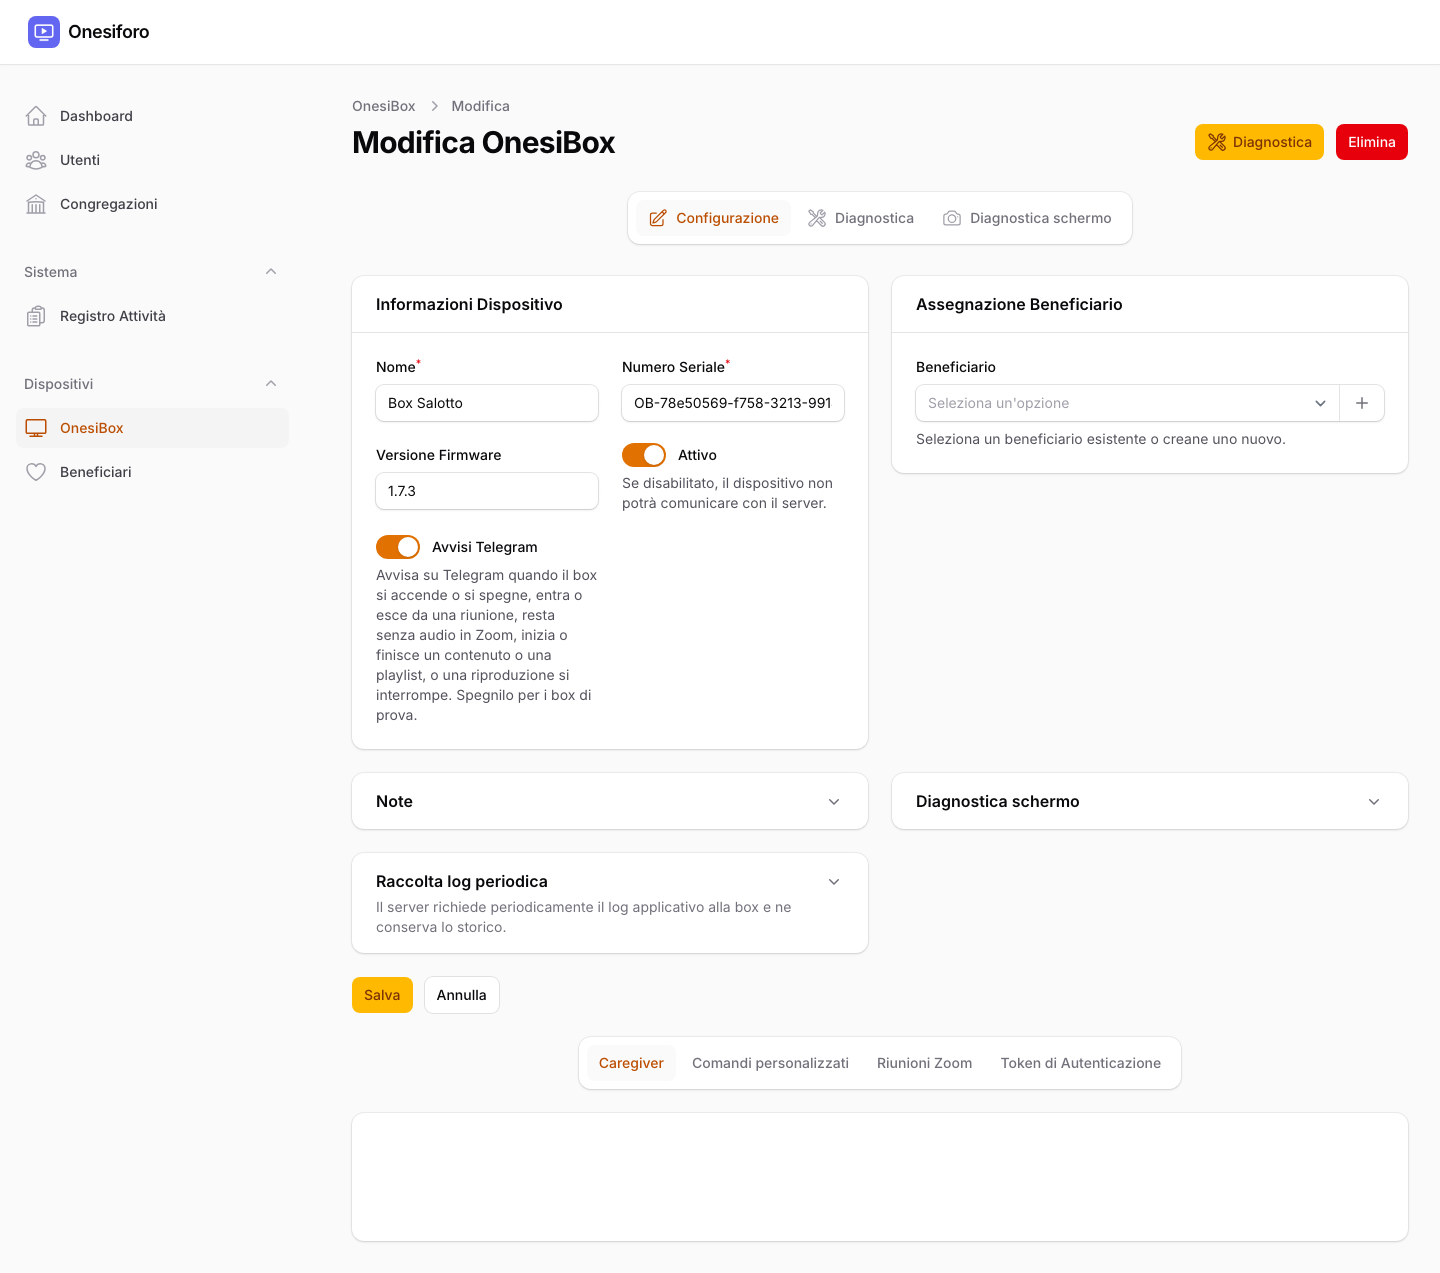 Onesiforo
Dashboard
Utenti
Congregazioni
Sistema
Registro Attività
Dispositivi
OnesiBox
Beneficiari
OnesiBox > Modifica
Modifica OnesiBox
Diagnostica
Elimina
Configurazione
Diagnostica
Diagnostica schermo
Informazioni Dispositivo
Nome*
Box Salotto
Numero Seriale*
OB-78e50569-f758-3213-991
Versione Firmware
1.7.3
Attivo
Se disabilitato, il dispositivo non
potrà comunicare con il server.
Avvisi Telegram
Avvisa su Telegram quando il box
si accende o si spegne, entra o
esce da una riunione, resta
senza audio in Zoom, inizia o
finisce un contenuto o una
playlist, o una riproduzione si
interrompe. Spegnilo per i box di
prova.
Assegnazione Beneficiario
Beneficiario
Seleziona un'opzione
Seleziona un beneficiario esistente o creane uno nuovo.
Note
Diagnostica schermo
Raccolta log periodica
Il server richiede periodicamente il log applicativo alla box e ne
conserva lo storico.
Salva
Annulla
Caregiver
Comandi personalizzati
Riunioni Zoom
Token di Autenticazione